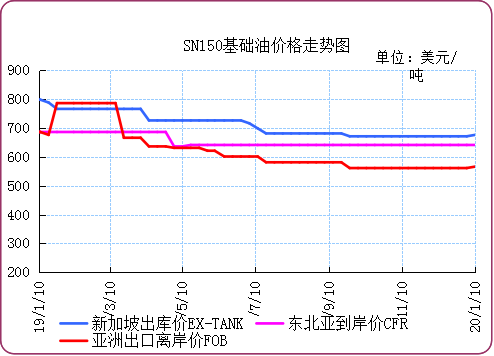 SN150基础油价格走势图
单位：美元/
吨
900
800
700
600
500
400
300
200
19/1/10
/3/10
/5/10
/7/10
/9/10
/11/10
20/1/10
新加坡出库价EX-TANK
东北亚到岸价CFR
亚洲出口离岸价FOB